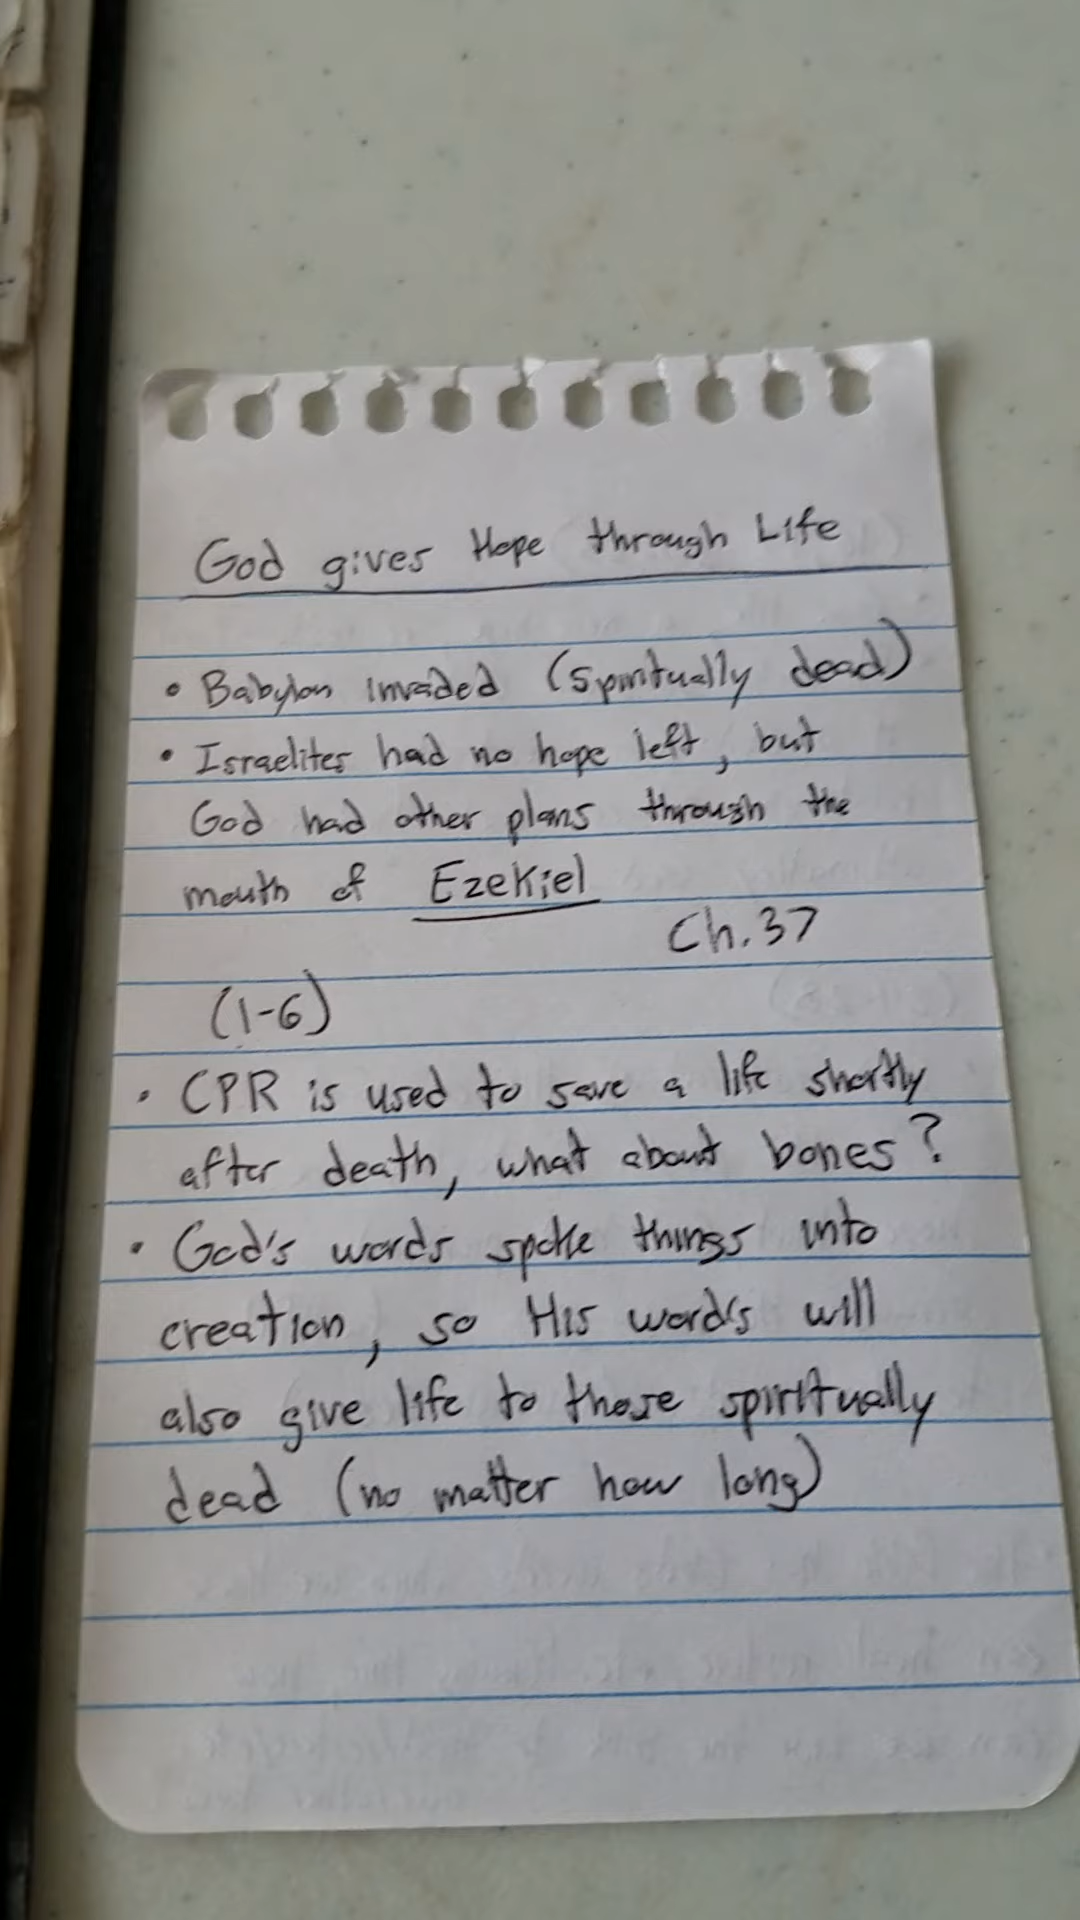 God gives Hope through Life
• Babylon invaded (Spiritually dead)
• Israelites had no hope left, but
God had other plans through the
mouth of Ezekiel
Ch. 37
(1-6)
• CPR is used to save a life shortly
after death, what about bones?
• God's words spoke things into
creation, so His words will
also give life to those spiritually
dead (no matter how long)